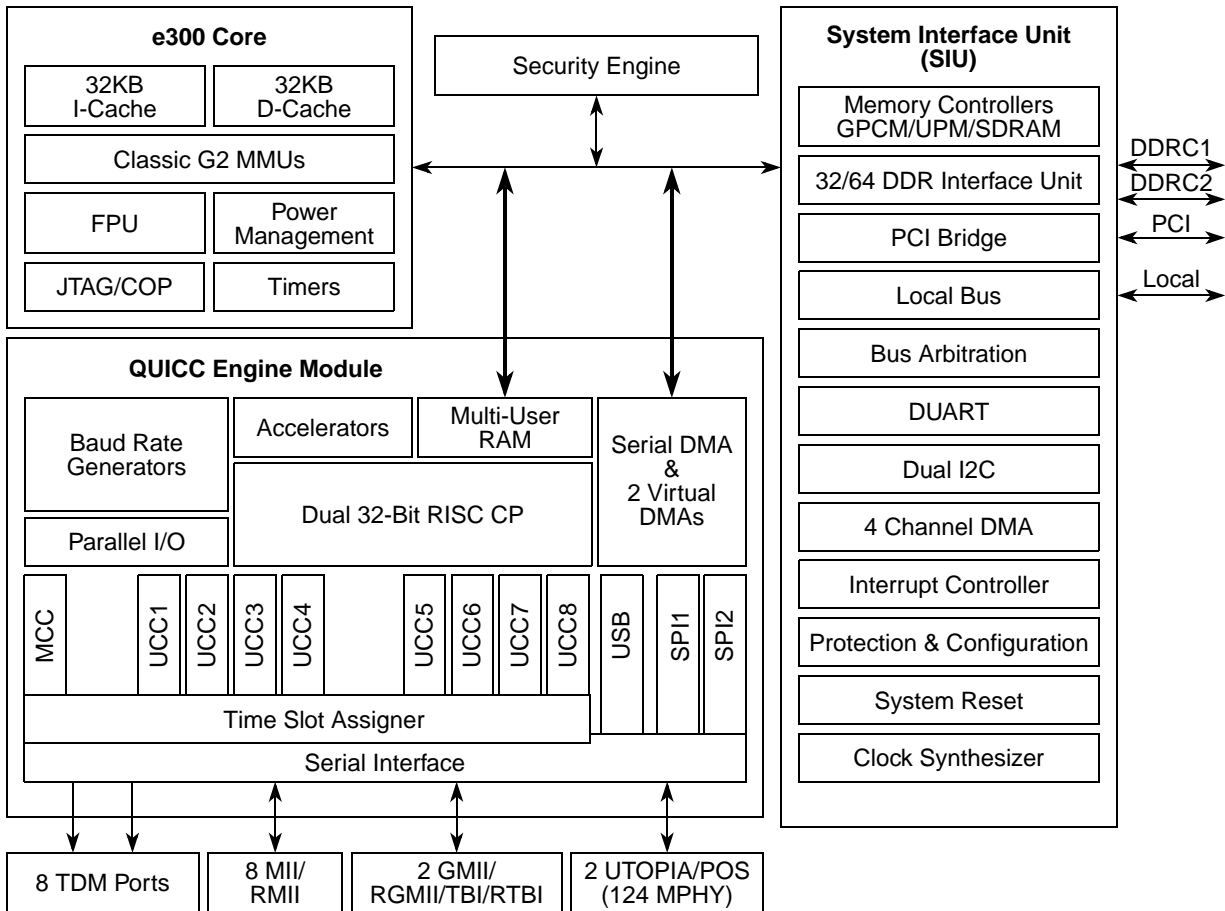 e300 Core
32KB
I-Cache
32KB
D-Cache
Classic G2 MMUs
FPU
Power
Management
JTAG/COP
Timers
Security Engine
System Interface Unit
(SIU)
Memory Controllers
GPCM/UPM/SDRAM
32/64 DDR Interface Unit
PCI Bridge
Local Bus
Bus Arbitration
DUART
Dual I2C
4 Channel DMA
Interrupt Controller
Protection & Configuration
System Reset
Clock Synthesizer
DDRC1
DDRC2
PCI
Local
QUICC Engine Module
Baud Rate
Generators
Parallel I/O
Accelerators
Multi-User
RAM
Dual 32-Bit RISC CP
Serial DMA
&
2 Virtual
DMAs
MCC
UCC1
UCC2
UCC3
UCC4
UCC5
UCC6
UCC7
UCC8
USB
SPI1
SPI2
Time Slot Assigner
Serial Interface
8 TDM Ports
8 MII/
RMII
2 GMII/
RGMII/TBI/RTBI
2 UTOPIA/POS
(124 MPHY)